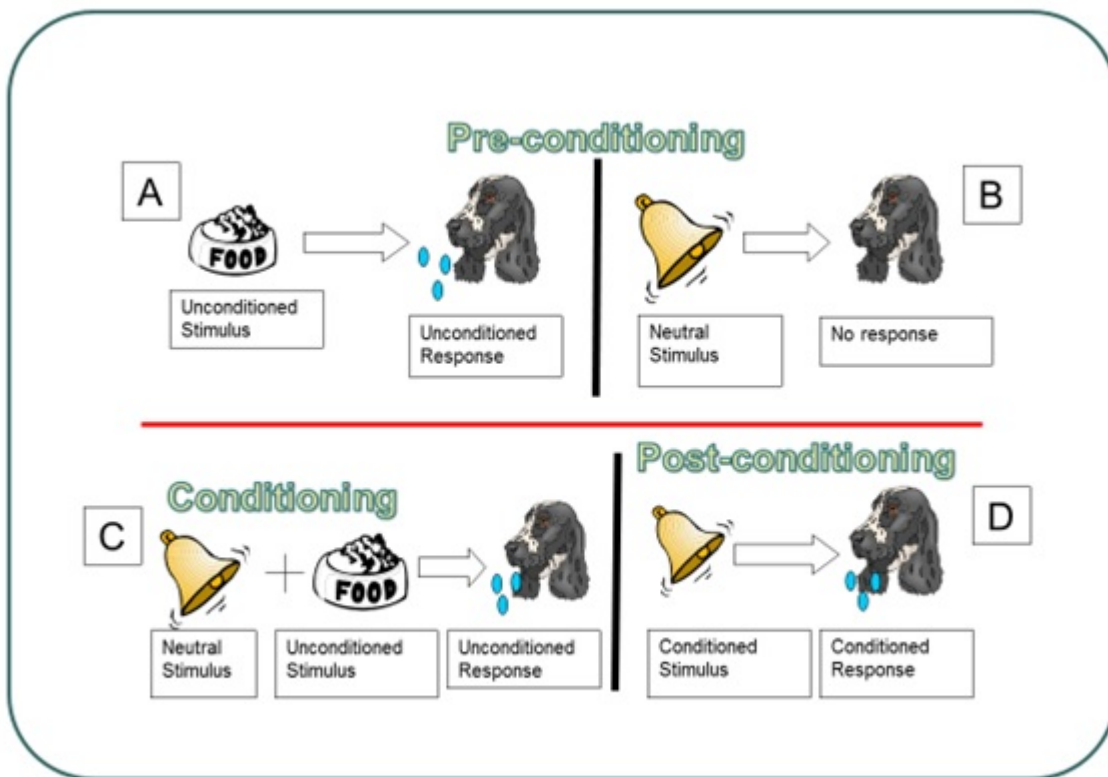 Pre-conditioning
A
FOOD
Unconditioned
Stimulus
Unconditioned
Response
B
Neutral
Stimulus
No response
Conditioning
C
FOOD
Neutral
Stimulus
Unconditioned
Stimulus
Unconditioned
Response
Post-conditioning
D
Conditioned
Stimulus
Conditioned
Response